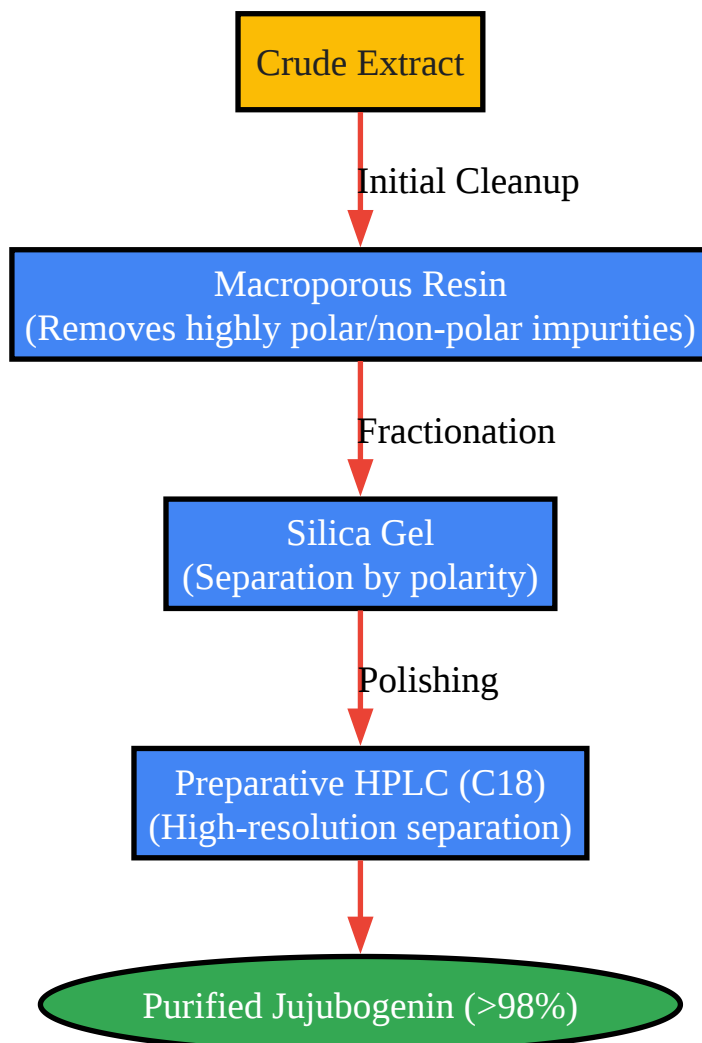 Crude Extract
Initial Cleanup
Macroporous Resin
(Removes highly polar/non-polar impurities)
Fractionation
Silica Gel
(Separation by polarity)
Polishing
Preparative HPLC (C18)
(High-resolution separation)
Purified Jujubogenin (>98%)